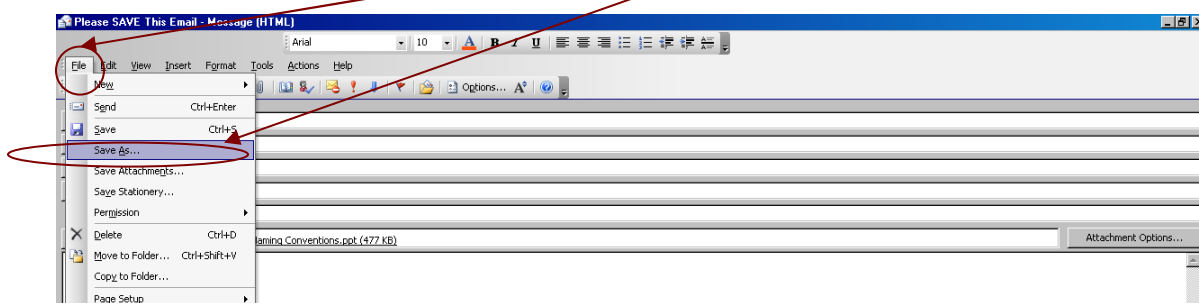 Please SAVE This Email - Message (HTML)
Arial 10 A B I U
File Edit View Insert Format Tools Actions Help
New Options...
Send Ctrl+Enter
Save Ctrl+S
Save As...
Save Attachments...
Save Stationery...
Permission
Delete Ctrl+D
aming Conventions.ppt (477 KB) Attachment Options...
Move to Folder... Ctrl+Shift+V
Copy to Folder...
Page Setup